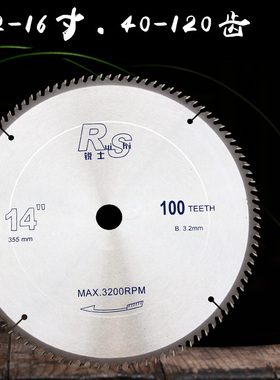 2-16寸．40-120齿
RuiShi
锐士
14"
355 mm
100 TEETH
B. 3.2mm
MAX.3200RPM